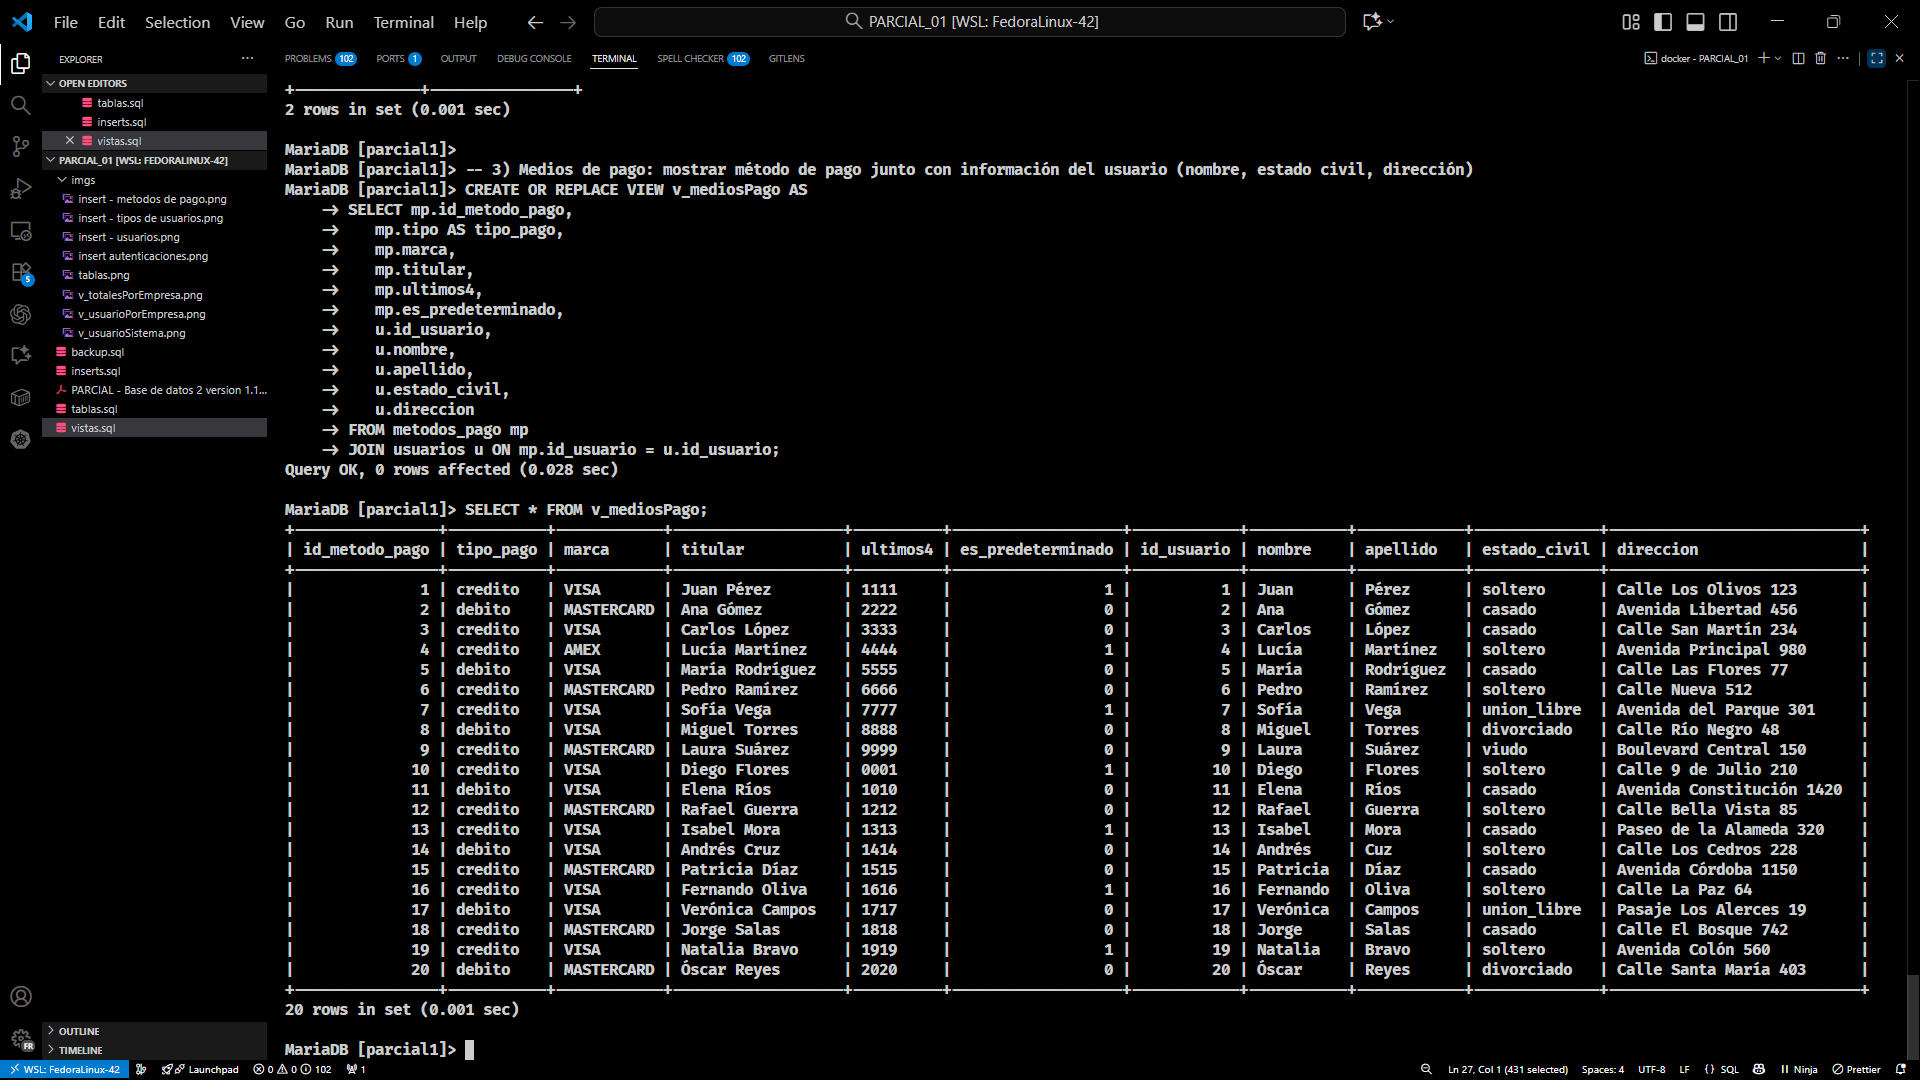 File Edit Selection View Go Run Terminal Help
PARCIAL_01 [WSL: FedoraLinux-42]
EXPLORER
OPEN EDITORS
tablas.sql
inserts.sql
vistas.sql
PARCIAL_01 [WSL: FEDORALINUX-42]
imgs
insert - metodos de pago.png
insert - tipos de usuarios.png
insert - usuarios.png
insert autenticaciones.png
tablas.png
v_totalesPorEmpresa.png
v_usuarioPorEmpresa.png
v_usuarioSistema.png
backup.sql
inserts.sql
PARCIAL - Base de datos 2 version 1.1...
tablas.sql
vistas.sql
OUTLINE
TIMELINE
5
FR
PROBLEMS 102 PORTS 1 OUTPUT DEBUG CONSOLE TERMINAL SPELL CHECKER 102 GITLENS
docker - PARCIAL_01
+---------------+----------------+
2 rows in set (0.001 sec)
MariaDB [parcial1]>
MariaDB [parcial1]> -- 3) Medios de pago: mostrar método de pago junto con información del usuario (nombre, estado civil, dirección)
MariaDB [parcial1]> CREATE OR REPLACE VIEW v_mediosPago AS
-> SELECT mp.id_metodo_pago,
->    mp.tipo AS tipo_pago,
->    mp.marca,
->    mp.titular,
->    mp.ultimos4,
->    mp.es_predeterminado,
->    u.id_usuario,
->    u.nombre,
->    u.apellido,
->    u.estado_civil,
->    u.direccion
-> FROM metodos_pago mp
-> JOIN usuarios u ON mp.id_usuario = u.id_usuario;
Query OK, 0 rows affected (0.028 sec)
MariaDB [parcial1]> SELECT * FROM v_mediosPago;
| id_metodo_pago | tipo_pago | marca | titular | ultimos4 | es_predeterminado | id_usuario | nombre | apellido | estado_civil | direccion |
| 1 | credito | VISA | Juan Pérez | 1111 | 1 | 1 | Juan | Pérez | soltero | Calle Los Olivos 123 |
| 2 | debito | MASTERCARD | Ana Gómez | 2222 | 0 | 2 | Ana | Gómez | casado | Avenida Libertad 456 |
| 3 | credito | VISA | Carlos López | 3333 | 0 | 3 | Carlos | López | casado | Calle San Martín 234 |
| 4 | credito | AMEX | Lucía Martínez | 4444 | 1 | 4 | Lucía | Martínez | soltero | Avenida Principal 980 |
| 5 | debito | VISA | María Rodríguez | 5555 | 0 | 5 | María | Rodríguez | casado | Calle Las Flores 77 |
| 6 | credito | MASTERCARD | Pedro Ramírez | 6666 | 0 | 6 | Pedro | Ramírez | soltero | Calle Nueva 512 |
| 7 | credito | VISA | Sofía Vega | 7777 | 1 | 7 | Sofía | Vega | union_libre | Avenida del Parque 301 |
| 8 | debito | VISA | Miguel Torres | 8888 | 0 | 8 | Miguel | Torres | divorciado | Calle Río Negro 48 |
| 9 | credito | MASTERCARD | Laura Suárez | 9999 | 0 | 9 | Laura | Suárez | viudo | Boulevard Central 150 |
| 10 | credito | VISA | Diego Flores | 0001 | 1 | 10 | Diego | Flores | soltero | Calle 9 de Julio 210 |
| 11 | debito | VISA | Elena Ríos | 1010 | 0 | 11 | Elena | Ríos | casado | Avenida Constitución 1420 |
| 12 | credito | MASTERCARD | Rafael Guerra | 1212 | 0 | 12 | Rafael | Guerra | soltero | Calle Bella Vista 85 |
| 13 | credito | VISA | Isabel Mora | 1313 | 1 | 13 | Isabel | Mora | casado | Paseo de la Alameda 320 |
| 14 | debito | VISA | Andrés Cruz | 1414 | 0 | 14 | Andrés | Cuz | soltero | Calle Los Cedros 228 |
| 15 | credito | MASTERCARD | Patricia Díaz | 1515 | 0 | 15 | Patricia | Díaz | casado | Avenida Córdoba 1150 |
| 16 | credito | VISA | Fernando Oliva | 1616 | 1 | 16 | Fernando | Oliva | soltero | Calle La Paz 64 |
| 17 | debito | VISA | Verónica Campos | 1717 | 0 | 17 | Verónica | Campos | union_libre | Pasaje Los Alerces 19 |
| 18 | credito | MASTERCARD | Jorge Salas | 1818 | 0 | 18 | Jorge | Salas | casado | Calle El Bosque 742 |
| 19 | credito | VISA | Natalia Bravo | 1919 | 1 | 19 | Natalia | Bravo | soltero | Avenida Colón 560 |
| 20 | debito | MASTERCARD | Óscar Reyes | 2020 | 0 | 20 | Óscar | Reyes | divorciado | Calle Santa María 403 |
20 rows in set (0.001 sec)
MariaDB [parcial1]>
WSL: FedoraLinux-42 Launchpad 0 0 102 1 Ln 27, Col 1 (431 selected) Spaces: 4 UTF-8 LF {} SQL Ninja Prettier